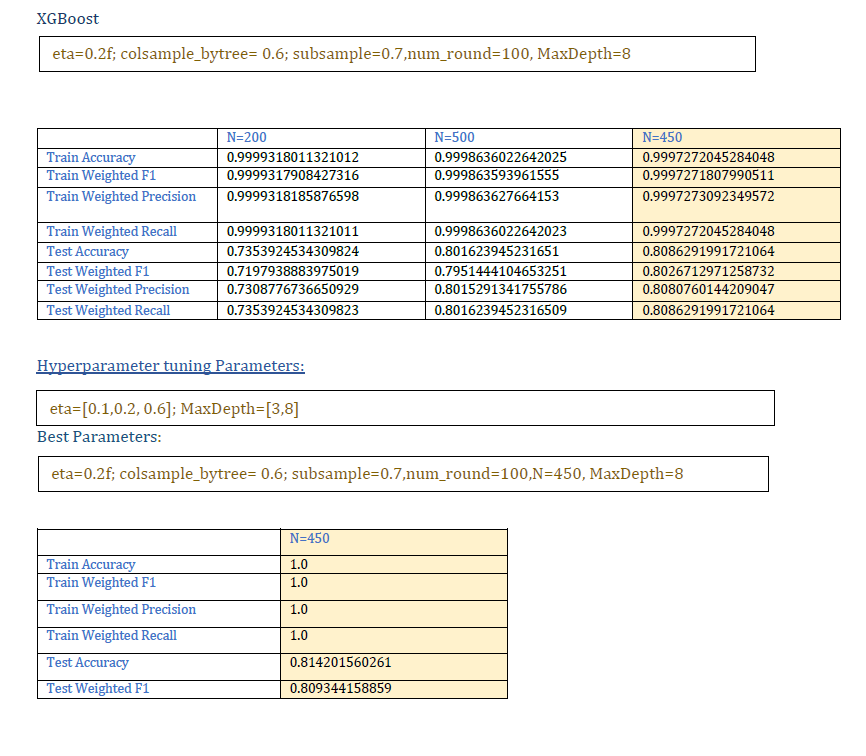 XGBoost
eta=0.2f; colsample_bytree= 0.6; subsample=0.7,num_round=100, MaxDepth=8
N=200 N=500 N=450
Train Accuracy 0.9999318011321012 0.9998636022642025 0.9997272045284048
Train Weighted F1 0.9999317908427316 0.999863593961555 0.9997271807990511
Train Weighted Precision 0.9999318185876598 0.999863627664153 0.9997273092349572
Train Weighted Recall 0.9999318011321011 0.9998636022642023 0.9997272045284048
Test Accuracy 0.7353924534309824 0.801623945231651 0.8086291991721064
Test Weighted F1 0.7197938883975019 0.7951444104653251 0.8026712971258732
Test Weighted Precision 0.7308776736650929 0.8015291341755786 0.8080760144209047
Test Weighted Recall 0.7353924534309823 0.8016239452316509 0.8086291991721064
Hyperparameter tuning Parameters:
eta=[0.1,0.2, 0.6]; MaxDepth=[3,8]
Best Parameters:
eta=0.2f; colsample_bytree= 0.6; subsample=0.7,num_round=100,N=450, MaxDepth=8
N=450
Train Accuracy 1.0
Train Weighted F1 1.0
Train Weighted Precision 1.0
Train Weighted Recall 1.0
Test Accuracy 0.814201560261
Test Weighted F1 0.809344158859